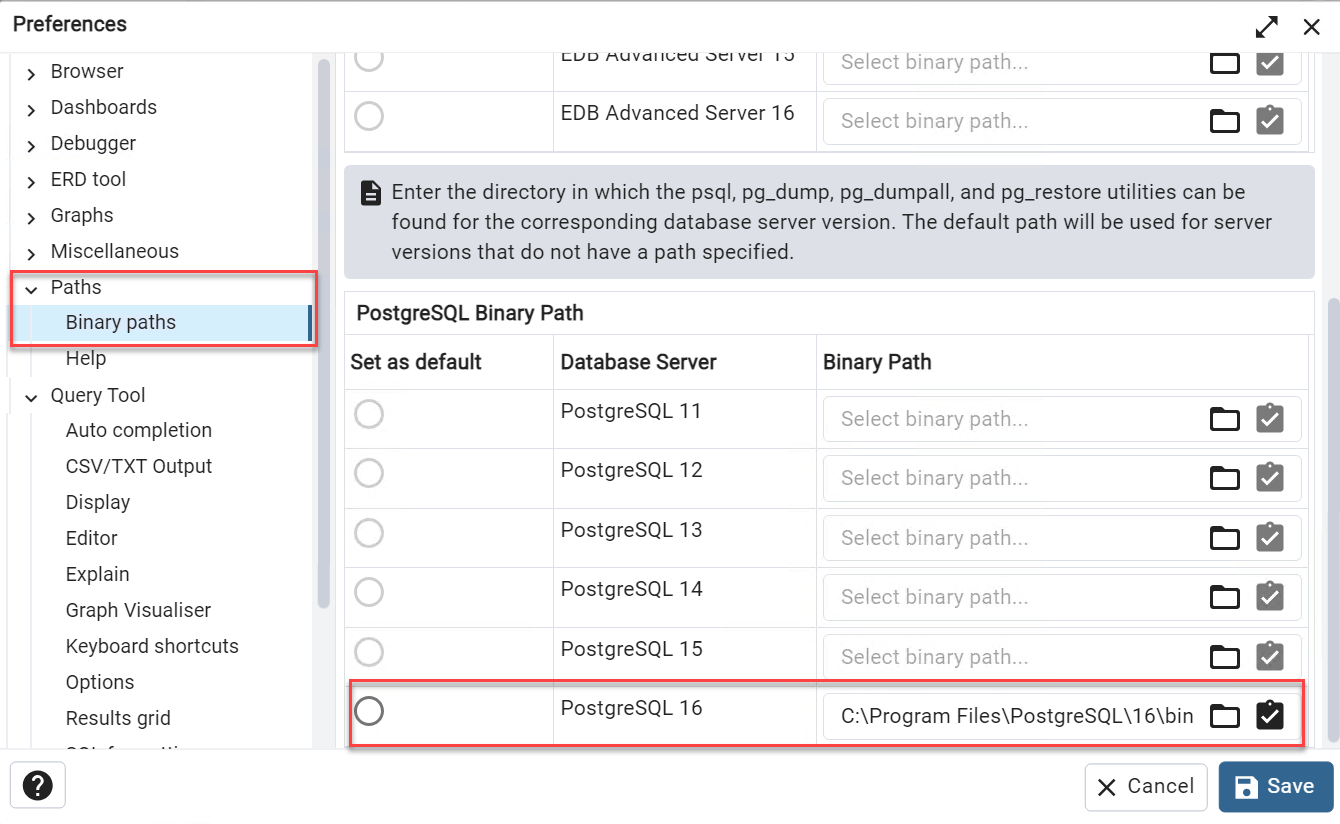 Preferences
Browser
Dashboards
Debugger
ERD tool
Graphs
Miscellaneous
Paths
Binary paths
Help
Query Tool
Auto completion
CSV/TXT Output
Display
Editor
Explain
Graph Visualiser
Keyboard shortcuts
Options
Results grid
EDB Advanced Server 15
Select binary path...
EDB Advanced Server 16
Select binary path...
Enter the directory in which the psql, pg_dump, pg_dumpall, and pg_restore utilities can be
found for the corresponding database server version. The default path will be used for server
versions that do not have a path specified.
PostgreSQL Binary Path
Set as default Database Server Binary Path
PostgreSQL 11 Select binary path...
PostgreSQL 12 Select binary path...
PostgreSQL 13 Select binary path...
PostgreSQL 14 Select binary path...
PostgreSQL 15 Select binary path...
PostgreSQL 16 C:\Program Files\PostgreSQL\16\bin
? Cancel Save